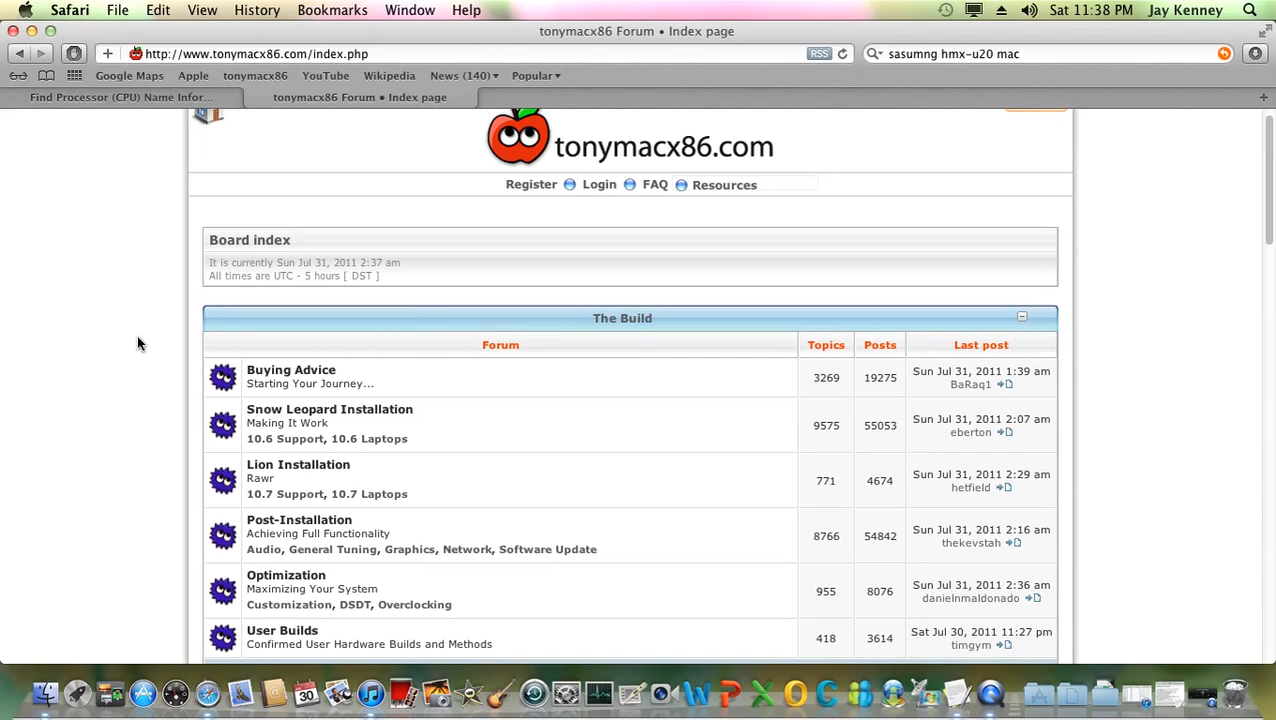 Safari File Edit View History Bookmarks Window Help Sat 11:38 PM Jay Kenney
tonymacx86 Forum • Index page
http://www.tonymacx86.com/index.php RSS sasumng hmx-u20 mac
Google Maps Apple tonymacx86 YouTube Wikipedia News (140) Popular
Find Processor (CPU) Name Infor... tonymacx86 Forum • Index page
tonymacx86.com
Register Login FAQ Resources
Board index
It is currently Sun Jul 31, 2011 2:37 am
All times are UTC - 5 hours [ DST ]
The Build
Forum Topics Posts Last post
Buying Advice
Starting Your Journey...
3269 19275
Sun Jul 31, 2011 1:39 am
BaRaq1
Snow Leopard Installation
Making It Work
10.6 Support, 10.6 Laptops
9575 55053
Sun Jul 31, 2011 2:07 am
eberton
Lion Installation
Rawr
10.7 Support, 10.7 Laptops
771 4674
Sun Jul 31, 2011 2:29 am
hetfield
Post-Installation
Achieving Full Functionality
Audio, General Tuning, Graphics, Network, Software Update
8766 54842
Sun Jul 31, 2011 2:16 am
thekevstah
Optimization
Maximizing Your System
Customization, DSDT, Overclocking
955 8076
Sun Jul 31, 2011 2:36 am
danielnmaldonado
User Builds
Confirmed User Hardware Builds and Methods
418 3614
Sat Jul 30, 2011 11:27 pm
timgym
30